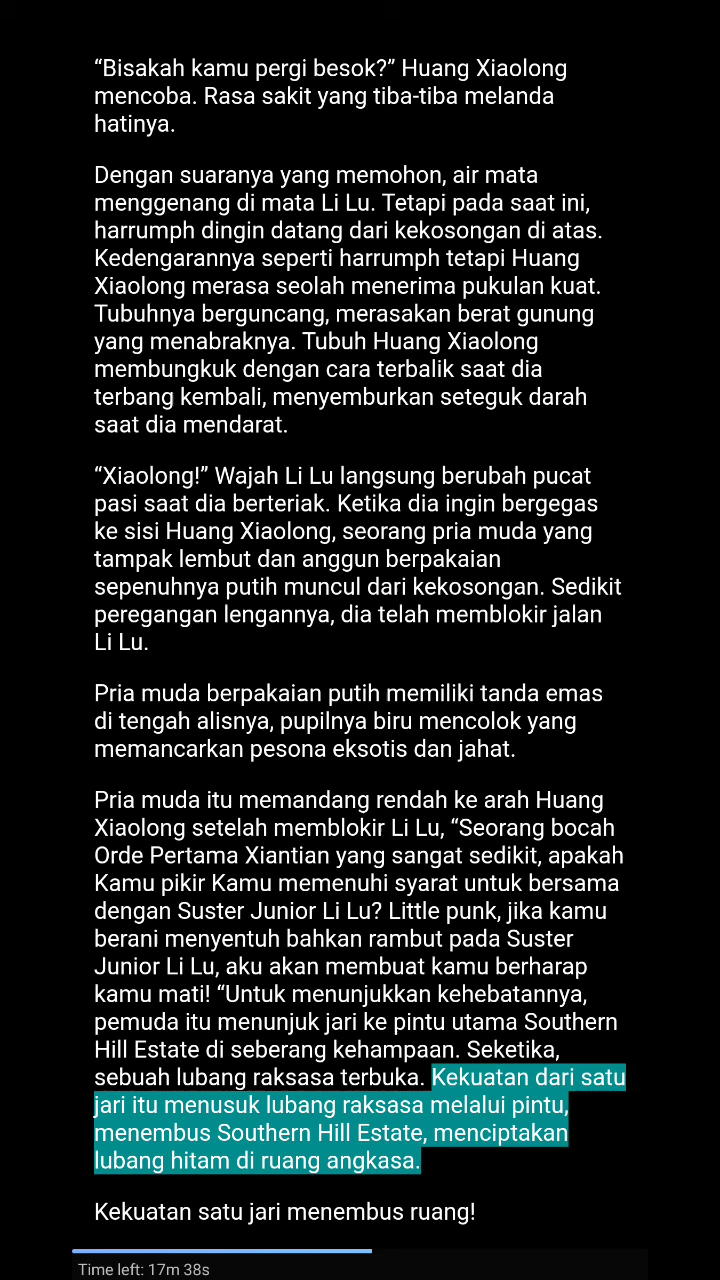 “Bisakah kamu pergi besok?” Huang Xiaolong
mencoba. Rasa sakit yang tiba-tiba melanda
hatinya.
Dengan suaranya yang memohon, air mata
menggenang di mata Li Lu. Tetapi pada saat ini,
harrumph dingin datang dari kekosongan di atas.
Kedengarannya seperti harrumph tetapi Huang
Xiaolong merasa seolah menerima pukulan kuat.
Tubuhnya berguncang, merasakan berat gunung
yang menabraknya. Tubuh Huang Xiaolong
membungkuk dengan cara terbalik saat dia
terbang kembali, menyemburkan seteguk darah
saat dia mendarat.
“Xiaolong!” Wajah Li Lu langsung berubah pucat
pasi saat dia berteriak. Ketika dia ingin bergegas
ke sisi Huang Xiaolong, seorang pria muda yang
tampak lembut dan anggun berpakaian
sepenuhnya putih muncul dari kekosongan. Sedikit
peregangan lengannya, dia telah memblokir jalan
Li Lu.
Pria muda berpakaian putih memiliki tanda emas
di tengah alisnya, pupilnya biru mencolok yang
memancarkan pesona eksotis dan jahat.
Pria muda itu memandang rendah ke arah Huang
Xiaolong setelah memblokir Li Lu, “Seorang bocah
Orde Pertama Xiantian yang sangat sedikit, apakah
Kamu pikir Kamu memenuhi syarat untuk bersama
dengan Suster Junior Li Lu? Little punk, jika kamu
berani menyentuh bahkan rambut pada Suster
Junior Li Lu, aku akan membuat kamu berharap
kamu mati! “Untuk menunjukkan kehebatannya,
pemuda itu menunjuk jari ke pintu utama Southern
Hill Estate di seberang kehampaan. Seketika,
sebuah lubang raksasa terbuka. Kekuatan dari satu
jari itu menusuk lubang raksasa melalui pintu,
menembus Southern Hill Estate, menciptakan
lubang hitam di ruang angkasa.
Kekuatan satu jari menembus ruang!
Time left: 17m 38s